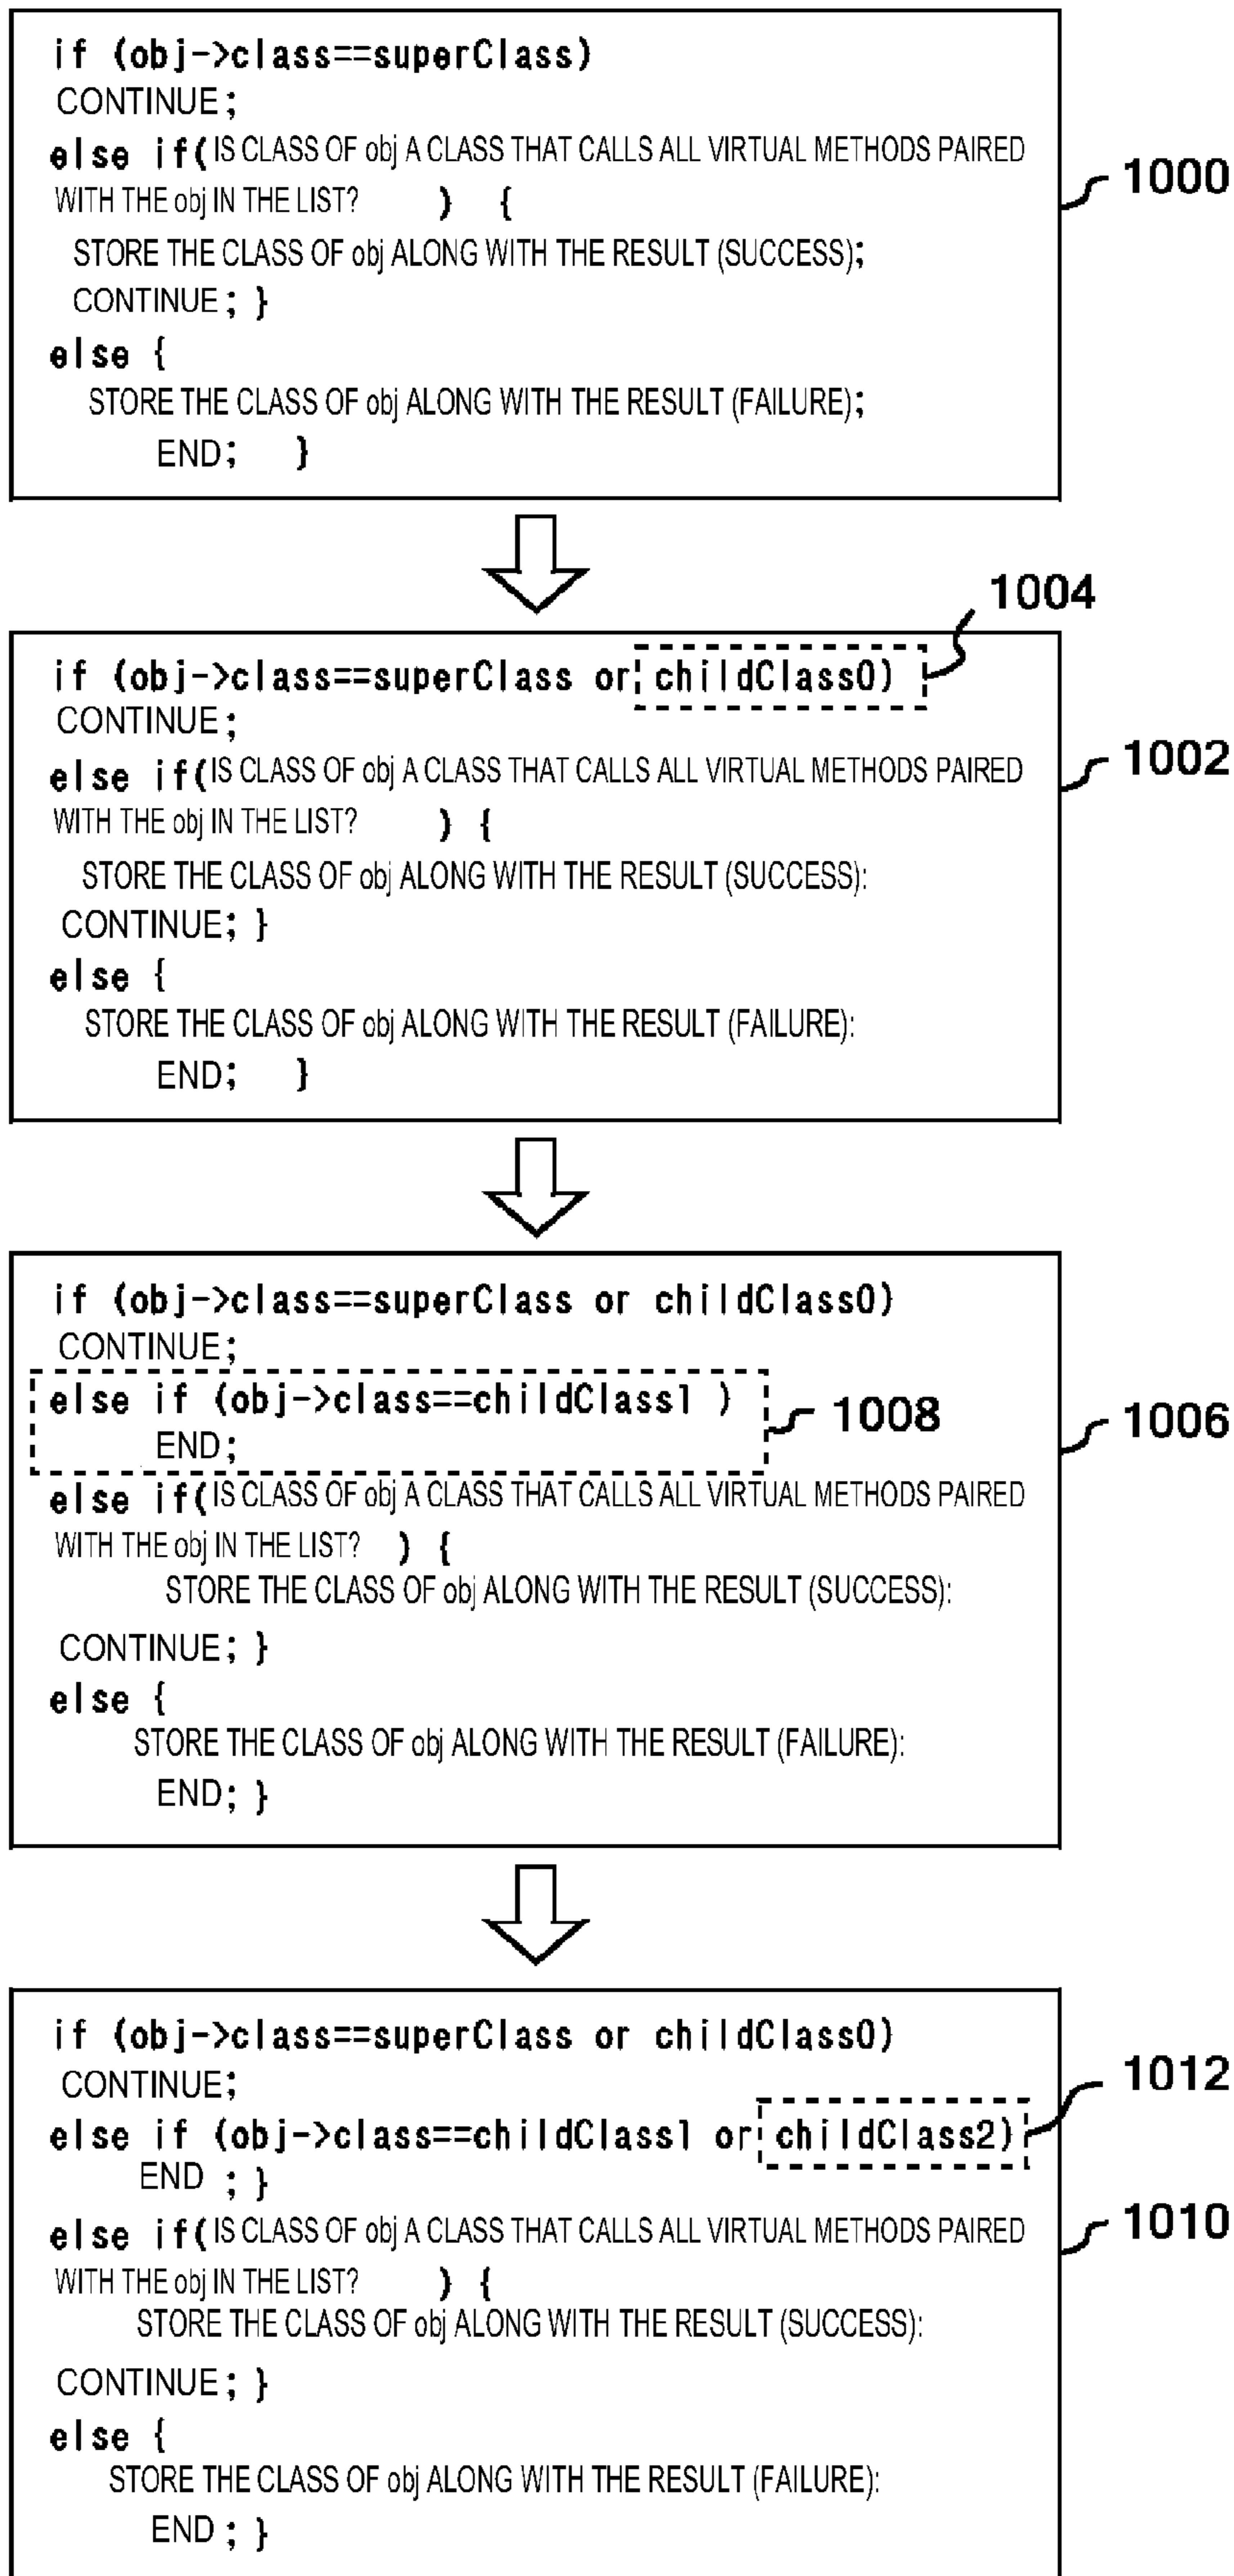 if (obj->class==superClass)
CONTINUE;
else if(IS CLASS OF obj A CLASS THAT CALLS ALL VIRTUAL METHODS PAIRED
WITH THE obj IN THE LIST? ) {
STORE THE CLASS OF obj ALONG WITH THE RESULT (SUCCESS);
CONTINUE; }
else {
STORE THE CLASS OF obj ALONG WITH THE RESULT (FAILURE);
END; }
1000
1004
if (obj->class==superClass or childClass0)
CONTINUE;
else if(IS CLASS OF obj A CLASS THAT CALLS ALL VIRTUAL METHODS PAIRED
WITH THE obj IN THE LIST? ) {
STORE THE CLASS OF obj ALONG WITH THE RESULT (SUCCESS):
CONTINUE; }
else {
STORE THE CLASS OF obj ALONG WITH THE RESULT (FAILURE):
END; }
1002
if (obj->class==superClass or childClass0)
CONTINUE;
else if (obj->class==childClass1 )
END;
1008
else if(IS CLASS OF obj A CLASS THAT CALLS ALL VIRTUAL METHODS PAIRED
WITH THE obj IN THE LIST? ) {
STORE THE CLASS OF obj ALONG WITH THE RESULT (SUCCESS):
CONTINUE; }
else {
STORE THE CLASS OF obj ALONG WITH THE RESULT (FAILURE):
END; }
1006
if (obj->class==superClass or childClass0)
CONTINUE;
else if (obj->class==childClass1 or childClass2)
1012
END ; }
else if(IS CLASS OF obj A CLASS THAT CALLS ALL VIRTUAL METHODS PAIRED
WITH THE obj IN THE LIST? ) {
STORE THE CLASS OF obj ALONG WITH THE RESULT (SUCCESS):
CONTINUE; }
else {
STORE THE CLASS OF obj ALONG WITH THE RESULT (FAILURE):
END ; }
1010